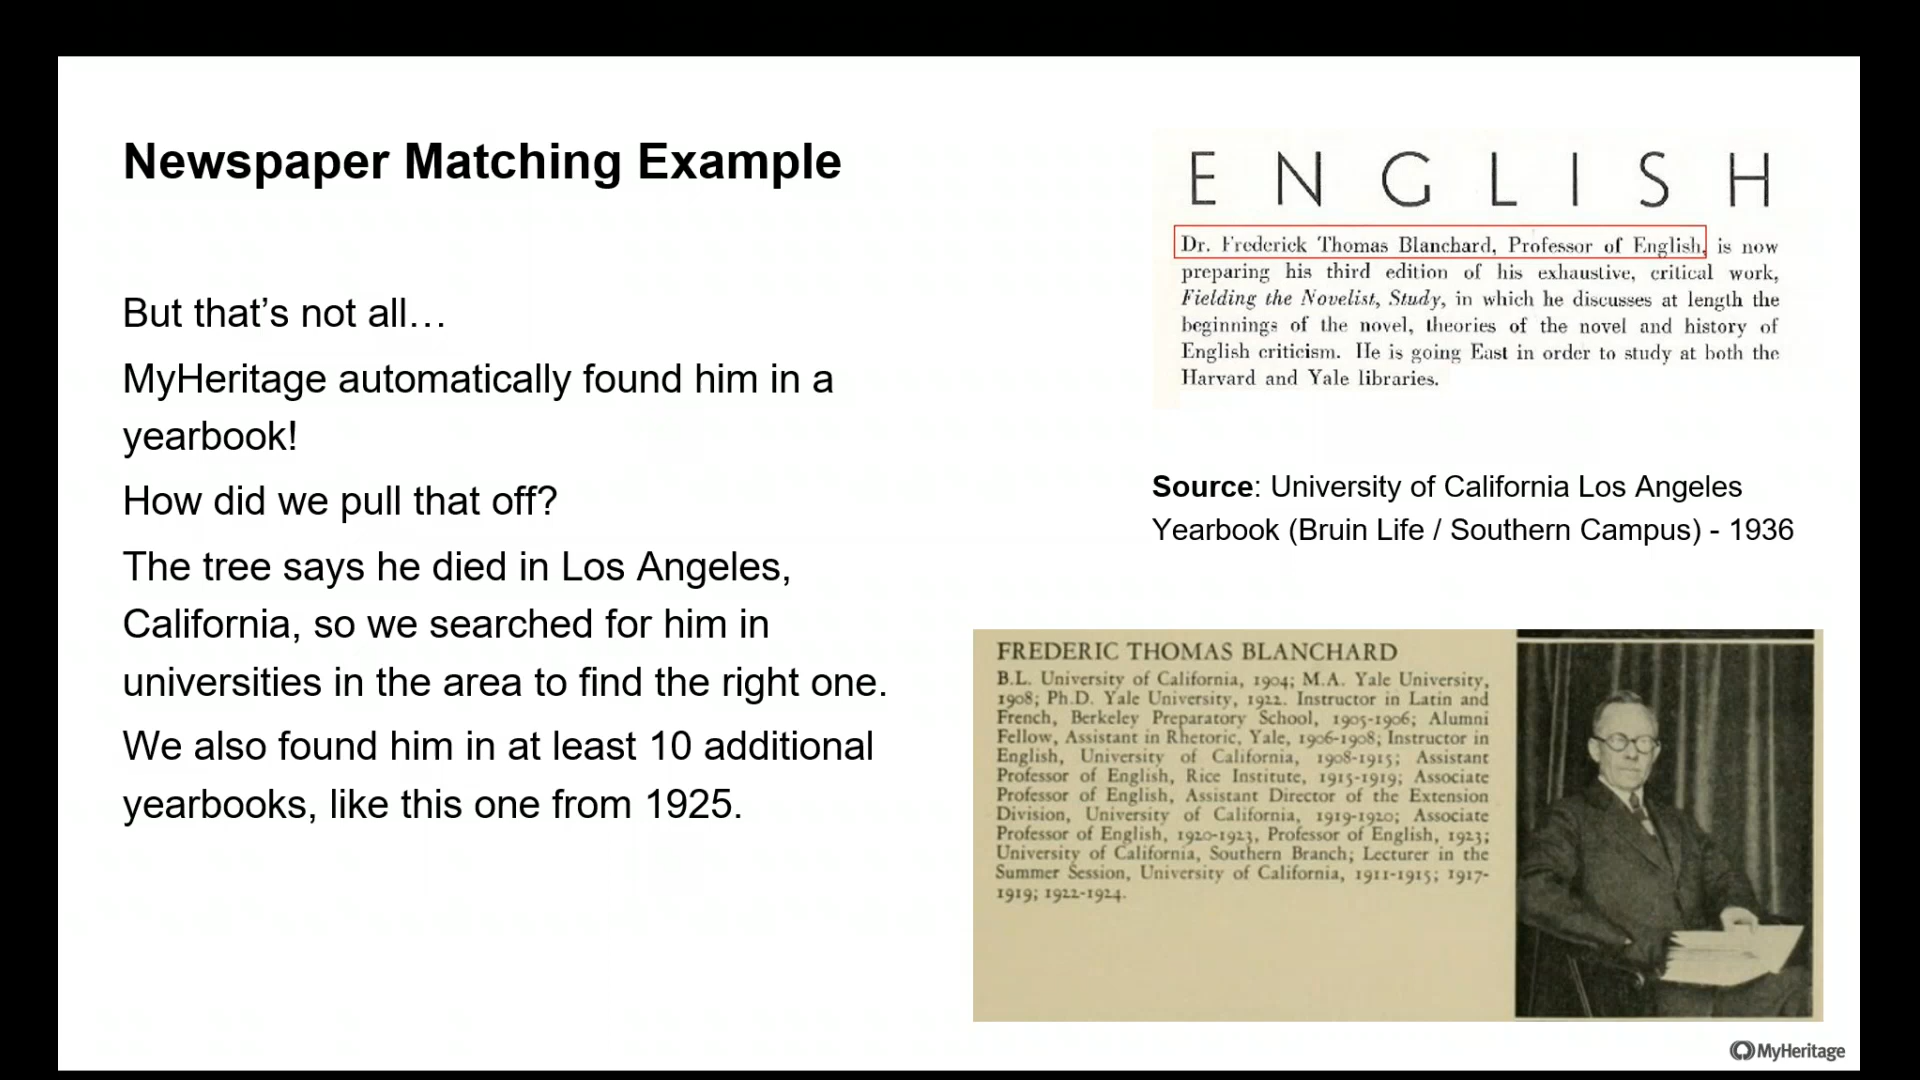 Newspaper Matching Example
But that’s not all…
MyHeritage automatically found him in a
yearbook!
How did we pull that off?
The tree says he died in Los Angeles,
California, so we searched for him in
universities in the area to find the right one.
We also found him in at least 10 additional
yearbooks, like this one from 1925.
ENGLISH
Dr. Frederick Thomas Blanchard, Professor of English, is now
preparing his third edition of his exhaustive, critical work,
Fielding the Novelist, Study, in which he discusses at length the
beginnings of the novel, theories of the novel and history of
English criticism. He is going East in order to study at both the
Harvard and Yale libraries.
Source: University of California Los Angeles
Yearbook (Bruin Life / Southern Campus) - 1936
FREDERIC THOMAS BLANCHARD
B.L. University of California, 1904; M.A. Yale University,
1908; Ph.D. Yale University, 1922. Instructor in Latin and
French, Berkeley Preparatory School, 1905-1906; Alumni
Fellow, Assistant in Rhetoric, Yale, 1906-1908; Instructor in
English, University of California, 1908-1915; Assistant
Professor of English, Rice Institute, 1915-1919; Associate
Professor of English, Assistant Director of the Extension
Division, University of California, 1919-1920; Associate
Professor of English, 1920-1923, Professor of English, 1923;
University of California, Southern Branch; Lecturer in the
Summer Session, University of California, 1911-1915; 1917-
1919; 1922-1924.
MyHeritage